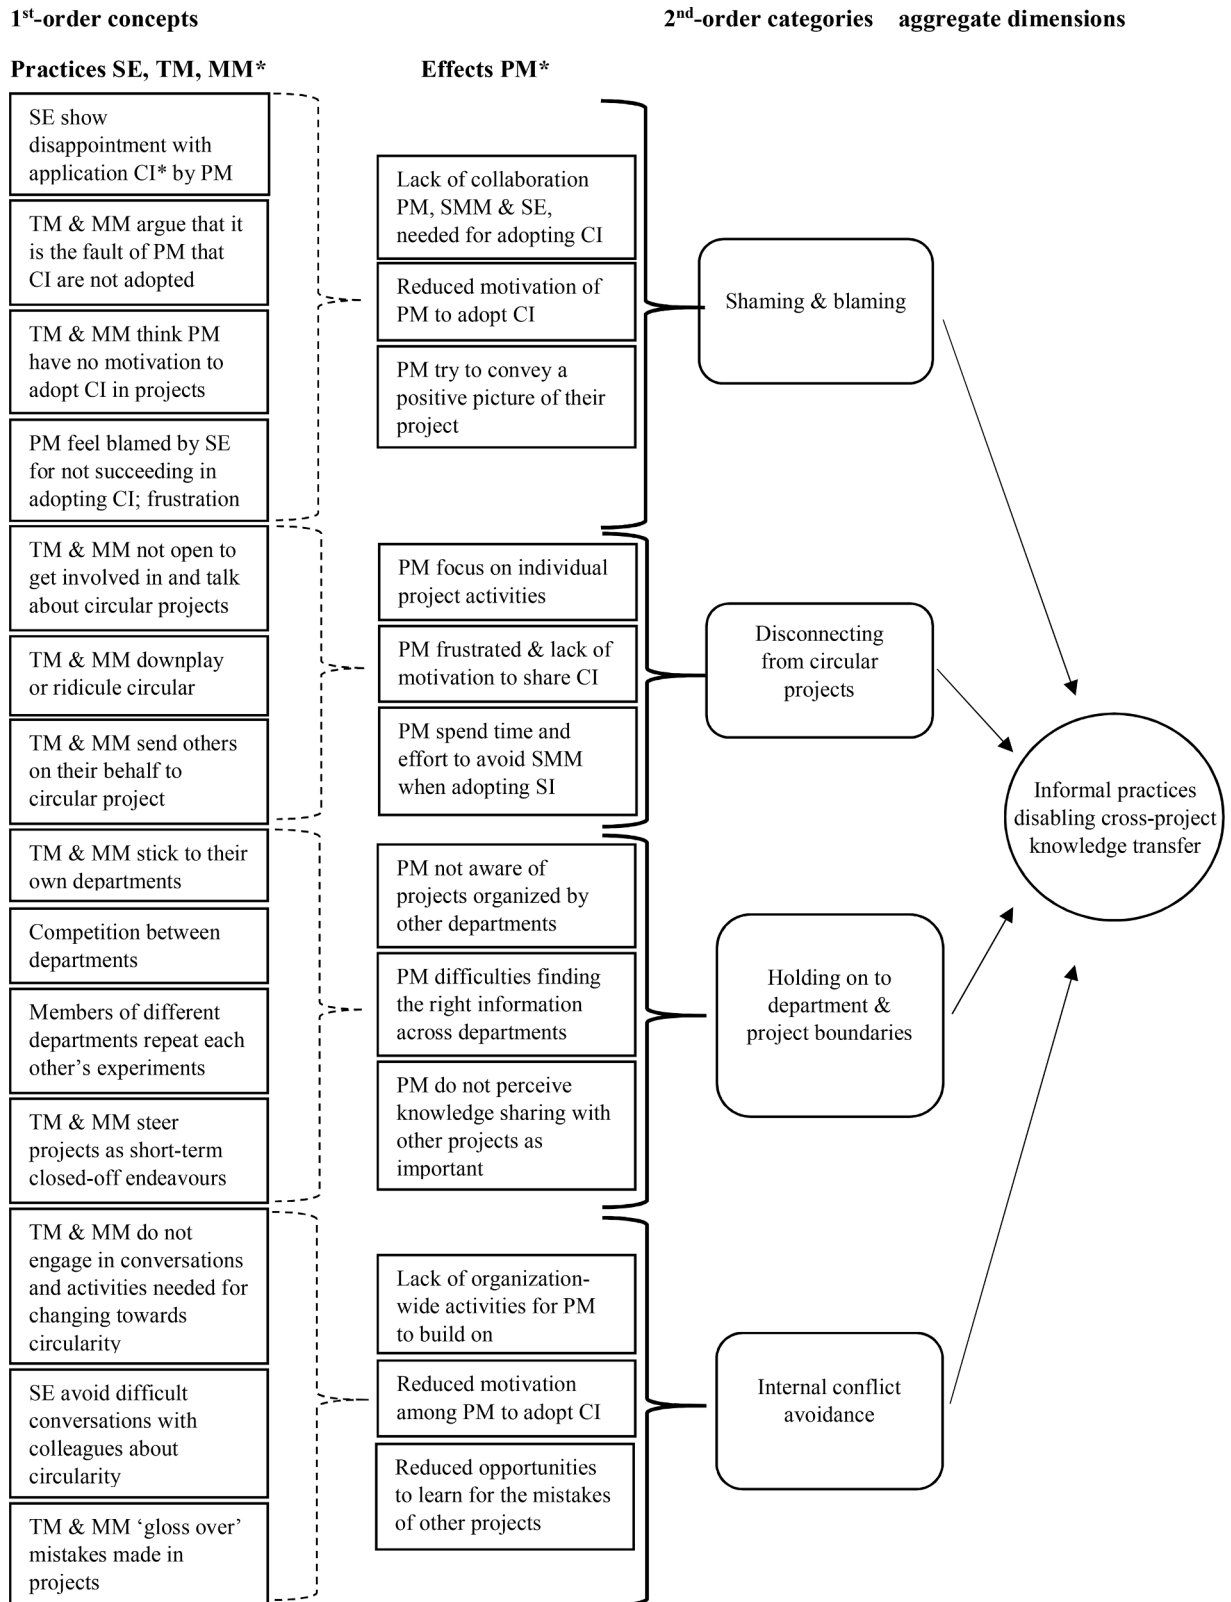 1st-order concepts
2nd-order categories aggregate dimensions
Practices SE, TM, MM*
Effects PM*
SE show
disappointment with
application CI* by PM
TM & MM argue that it
is the fault of PM that
CI are not adopted
TM & MM think PM
have no motivation to
adopt CI in projects
PM feel blamed by SE
for not succeeding in
adopting CI; frustration
Lack of collaboration
PM, SMM & SE,
needed for adopting CI
Reduced motivation of
PM to adopt CI
PM try to convey a
positive picture of their
project
Shaming & blaming
TM & MM not open to
get involved in and talk
about circular projects
TM & MM downplay
or ridicule circular
TM & MM send others
on their behalf to
circular project
PM focus on individual
project activities
PM frustrated & lack of
motivation to share CI
PM spend time and
effort to avoid SMM
when adopting SI
Disconnecting
from circular
projects
TM & MM stick to their
own departments
Competition between
departments
Members of different
departments repeat each
other’s experiments
TM & MM steer
projects as short-term
closed-off endeavours
PM not aware of
projects organized by
other departments
PM difficulties finding
the right information
across departments
PM do not perceive
knowledge sharing with
other projects as
important
Holding on to
department &
project boundaries
TM & MM do not
engage in conversations
and activities needed for
changing towards
circularity
SE avoid difficult
conversations with
colleagues about
circularity
TM & MM ‘gloss over’
mistakes made in
projects
Lack of organization-
wide activities for PM
to build on
Reduced motivation
among PM to adopt CI
Reduced opportunities
to learn for the mistakes
of other projects
Internal conflict
avoidance
Informal practices
disabling cross-project
knowledge transfer